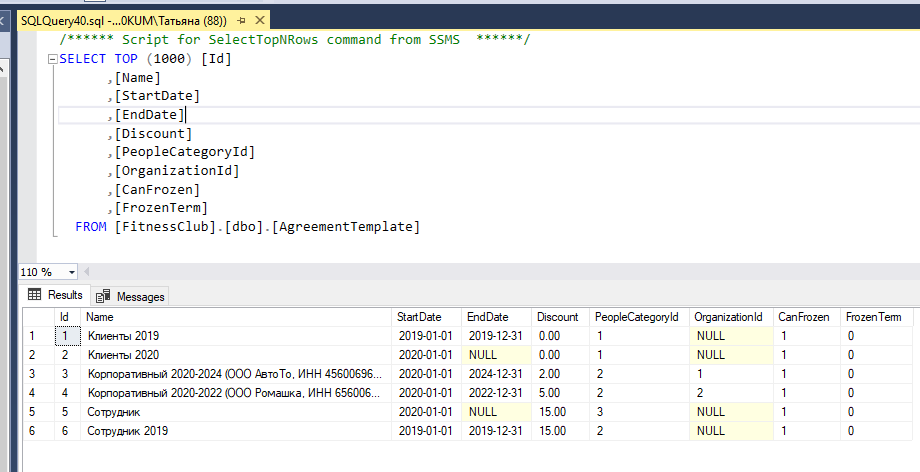 SQLQuery40.sql -...0KUM\Татьяна (88))
/****** Script for SelectTopNRows command from SSMS  ******/
SELECT TOP (1000) [Id]
,[Name]
,[StartDate]
,[EndDate]
,[Discount]
,[PeopleCategoryId]
,[OrganizationId]
,[CanFrozen]
,[FrozenTerm]
FROM [FitnessClub].[dbo].[AgreementTemplate]
110 %
Results Messages
Id Name StartDate EndDate Discount PeopleCategoryId OrganizationId CanFrozen FrozenTerm
1 1 Клиенты 2019 2019-01-01 2019-12-31 0.00 1 NULL 1 0
2 2 Клиенты 2020 2020-01-01 NULL 0.00 1 NULL 1 0
3 3 Корпоративный 2020-2024 (ООО АвтоТо, ИНН 45600696... 2020-01-01 2024-12-31 2.00 2 1 1 0
4 4 Корпоративный 2020-2022 (ООО Ромашка, ИНН 656006... 2020-01-01 2022-12-31 5.00 2 2 1 0
5 5 Сотрудник 2020-01-01 NULL 15.00 3 NULL 1 0
6 6 Сотрудник 2019 2019-01-01 2019-12-31 15.00 2 NULL 1 0